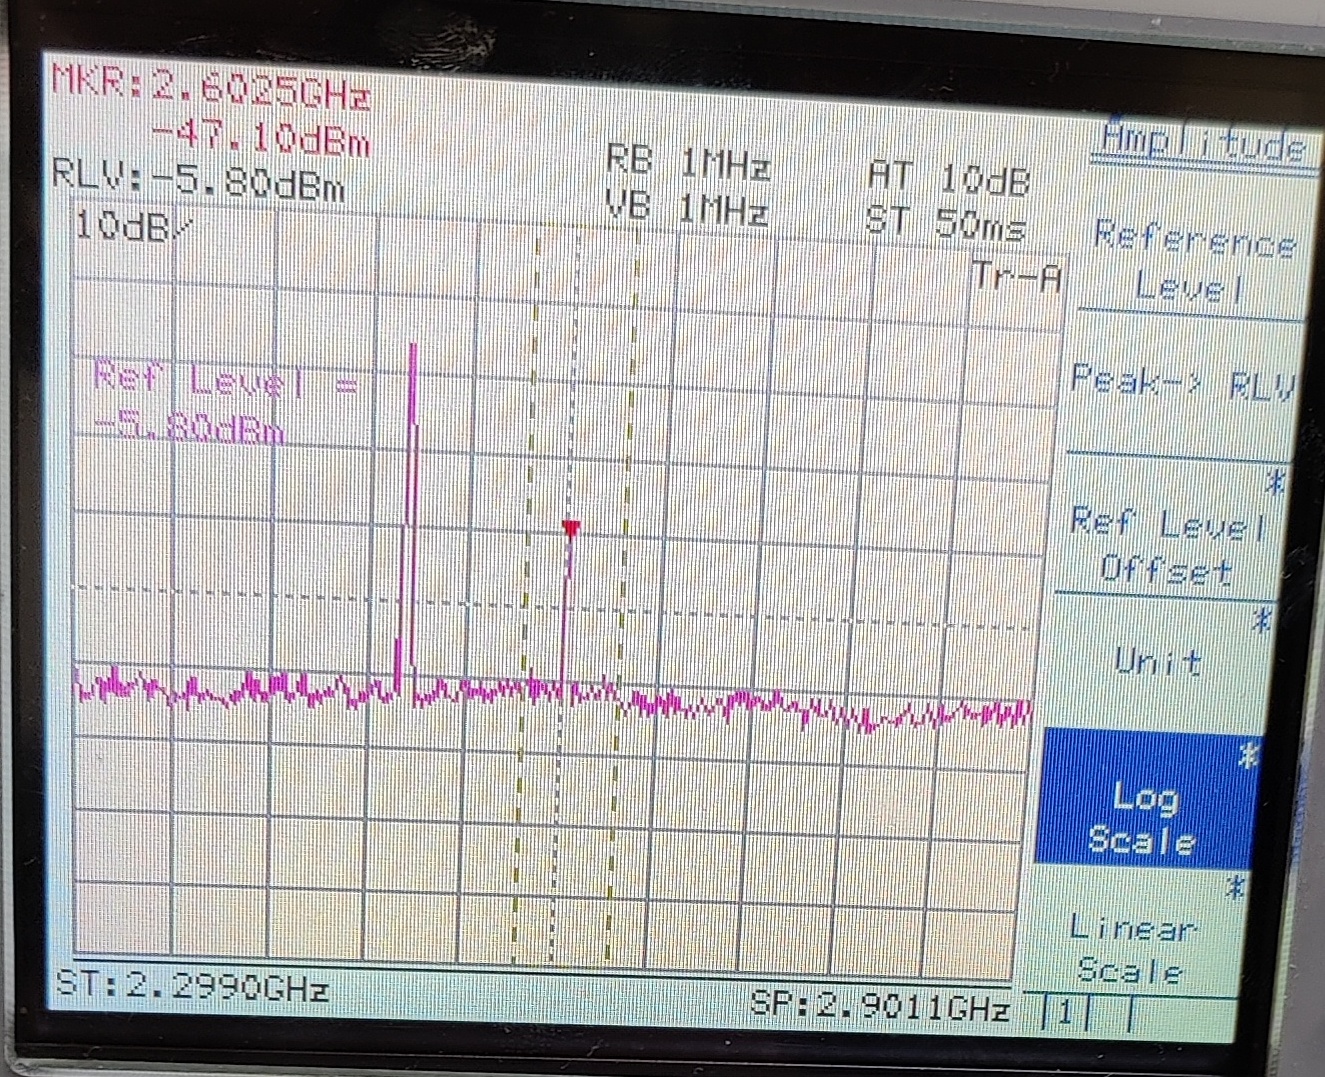 MKR:2.6025GHz
-47.10dBm
RLV:-5.80dBm
RB 1MHz
VB 1MHz
AT 10dB
ST 50ms
10dB/
Tr-A
Ref Level =
-5.80dBm
ST:2.2990GHz
SP:2.9011GHz
Amplitude
Reference
Level
Peak-> RLV
*
Ref Level
Offset
*
Unit
*
Log
Scale
*
Linear
Scale
1